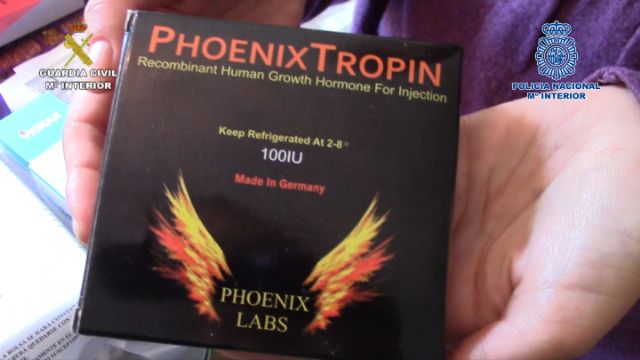 GUARDIA CIVIL
Mº INTERIOR
POLICIA NACIONAL
Mº INTERIOR
PHOENIXTROPIN
Recombinant Human Growth Hormone For Injection
Keep Refrigerated At 2-8°
100IU
Made In Germany
PHOENIX
LABS